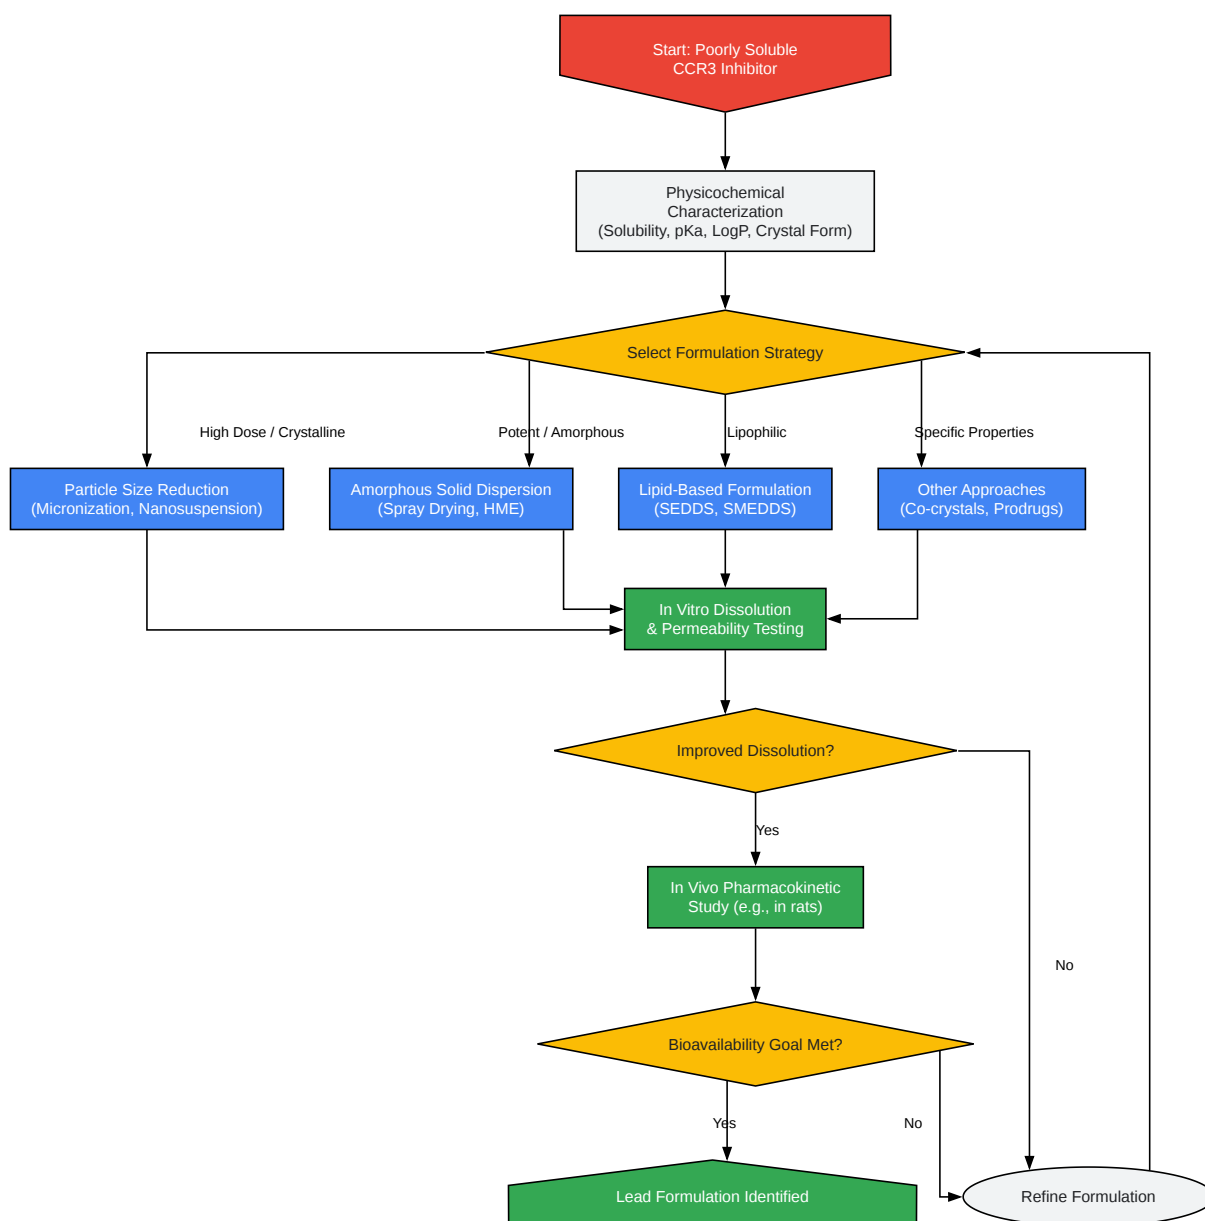 Start: Poorly Soluble
CCR3 Inhibitor
Physicochemical
Characterization
(Solubility, pKa, LogP, Crystal Form)
Select Formulation Strategy
High Dose / Crystalline
Potent / Amorphous
Lipophilic
Specific Properties
Particle Size Reduction
(Micronization, Nanosuspension)
Amorphous Solid Dispersion
(Spray Drying, HME)
Lipid-Based Formulation
(SEDDS, SMEDDS)
Other Approaches
(Co-crystals, Prodrugs)
In Vitro Dissolution
& Permeability Testing
Improved Dissolution?
Yes
In Vivo Pharmacokinetic
Study (e.g., in rats)
No
Bioavailability Goal Met?
Yes
No
Lead Formulation Identified
Refine Formulation